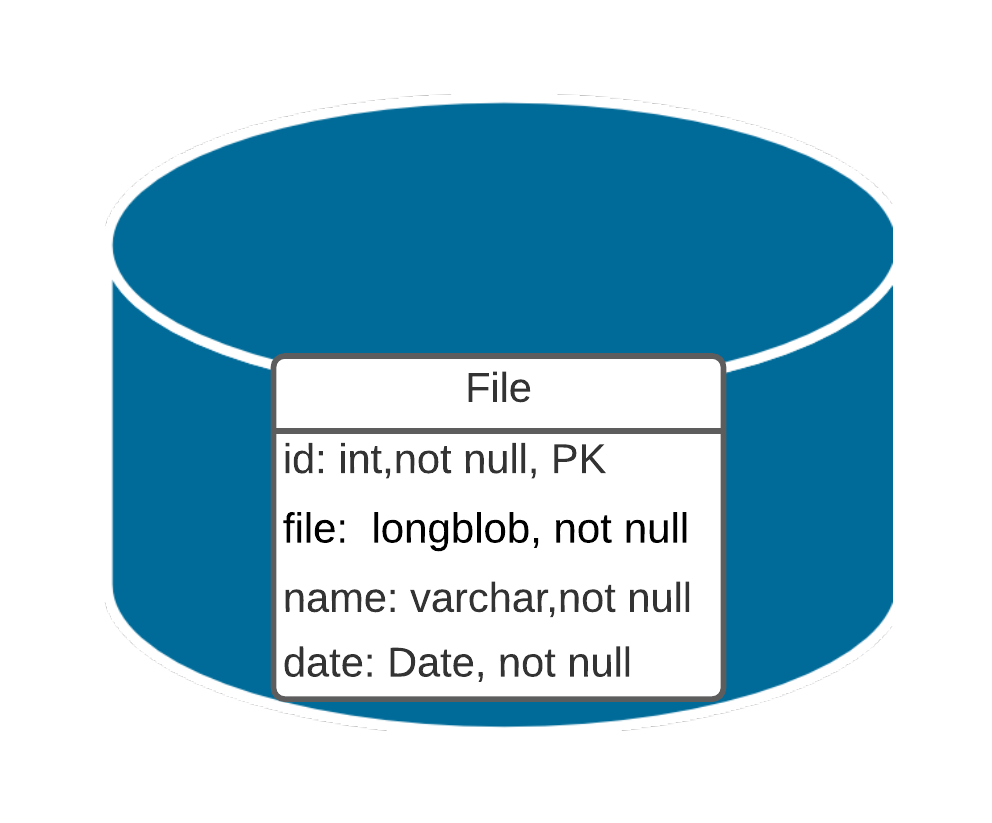 File
id: int,not null, PK
file:  longblob, not null
name: varchar,not null
date: Date, not null